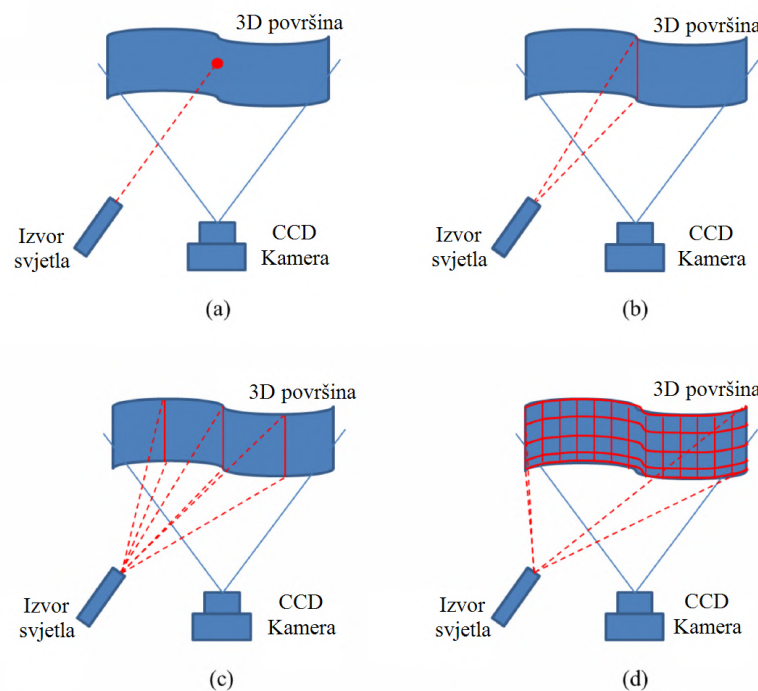 3D površina
Izvor
svjetla
CCD
Kamera
(a)
3D površina
Izvor
svjetla
CCD
Kamera
(b)
3D površina
Izvor
svjetla
CCD
Kamera
(c)
3D površina
Izvor
svjetla
CCD
Kamera
(d)